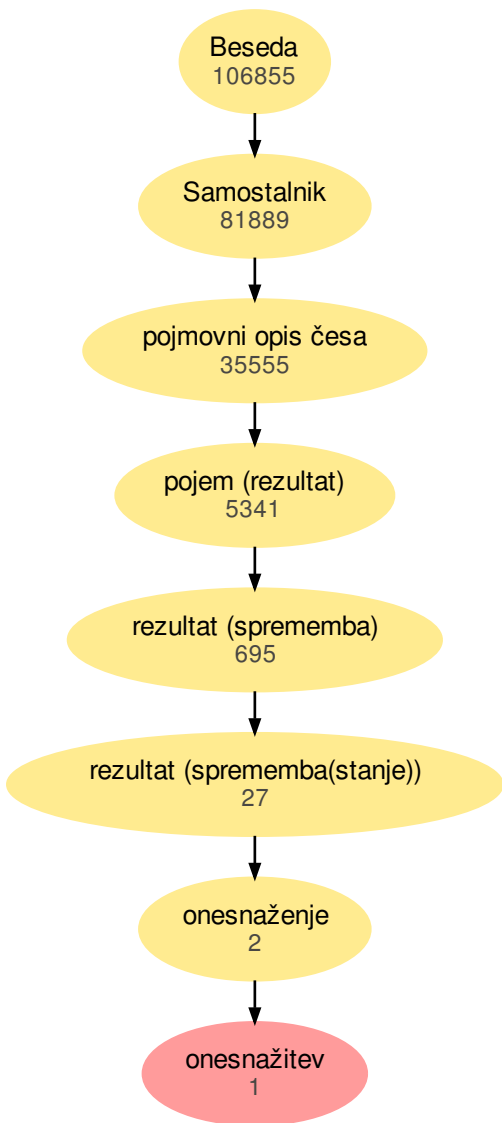 Beseda
106855
Samostalnik
81889
pojmovni opis česa
35555
pojem (rezultat)
5341
rezultat (sprememba)
695
rezultat (sprememba(stanje))
27
onesnaženje
2
onesnažitev
1